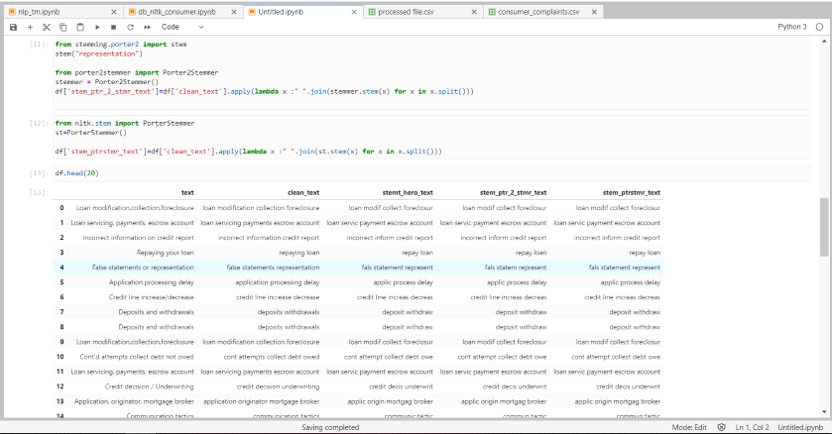 nlp_tm.ipynb db_nltk_consumer.ipynb Untitled.ipynb processed file.csv consumer_complaints.csv
Code Python 3
[11]: from stemming.porter2 import stem
stem("representation")
from porter2stemmer import Porter2Stemmer
stemmer = Porter2Stemmer()
df['stem_ptr_2_stmr_text']=df['clean_text'].apply(lambda x :" ".join(stemmer.stem(x) for x in x.split()))
[12]: from nltk.stem import PorterStemmer
st=PorterStemmer()
df['stem_ptrstmr_text']=df['clean_text'].apply(lambda x :" ".join(st.stem(x) for x in x.split()))
[13]: df.head(20)
[13]: text clean_text stemt_hero_text stem_ptr_2_stmr_text stem_ptrstmr_text
0 Loan modification,collection,foreclosure loan modification collection foreclosure loan modif collect foreclosur loan modif collect foreclosur loan modif collect foreclosur
1 Loan servicing, payments, escrow account loan servicing payments escrow account loan servic payment escrow account loan servic payment escrow account loan servic payment escrow account
2 Incorrect information on credit report incorrect information credit report incorrect inform credit report incorrect inform credit report incorrect inform credit report
3 Repaying your loan repaying loan repay loan repay loan repay loan
4 False statements or representation false statements representation fals statement represent fals statem represent fals statement represent
5 Application processing delay application processing delay applic process delay applic process delay applic process delay
6 Credit line increase/decrease credit line increase decrease credit line increas decreas credit line increas decreas credit line increas decreas
7 Deposits and withdrawals deposits withdrawals deposit withdraw deposit withdraw deposit withdraw
8 Deposits and withdrawals deposits withdrawals deposit withdraw deposit withdraw deposit withdraw
9 Loan modification,collection,foreclosure loan modification collection foreclosure loan modif collect foreclosur loan modif collect foreclosur loan modif collect foreclosur
10 Cont'd attempts collect debt not owed cont attempts collect debt owed cont attempt collect debt owe cont attempt collect debt owe cont attempt collect debt owe
11 Loan servicing, payments, escrow account loan servicing payments escrow account loan servic payment escrow account loan servic payment escrow account loan servic payment escrow account
12 Credit decision / Underwriting credit decision underwriting credit decis underwrit credit decis underwrit credit decis underwrit
13 Application, originator, mortgage broker application originator mortgage broker applic origin mortgag broker applic origin mortgag broker applic origin mortgag broker
14 Communication tactics communication tactics communic tactic commun tactic commun tactic
Saving completed Mode: Edit Ln 1, Col 2 Untitled.ipynb